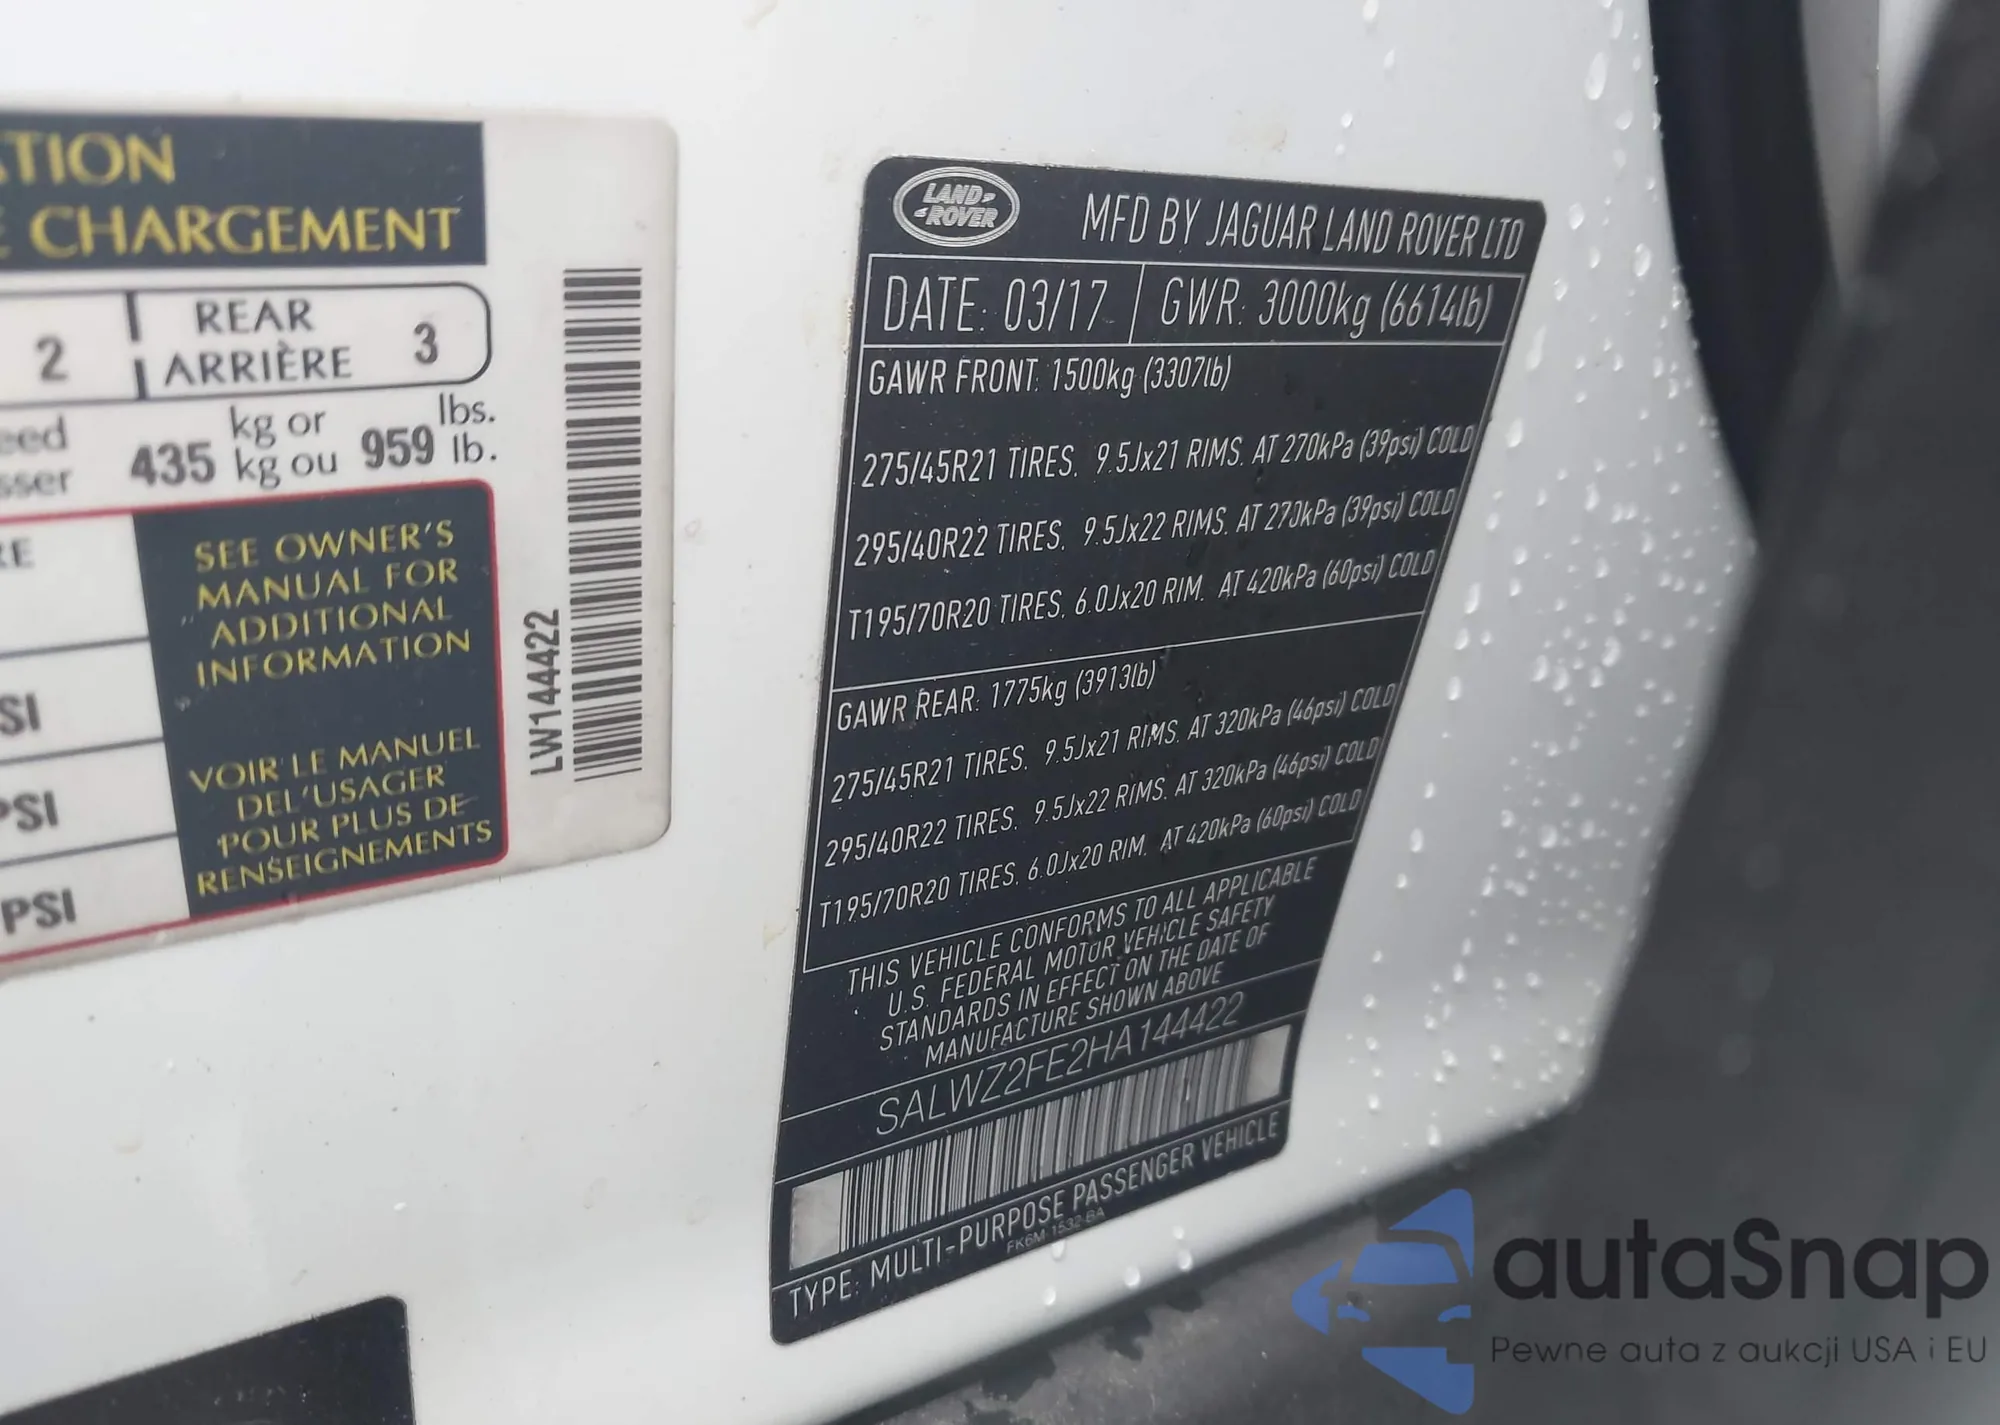 TION
E CHARGEMENT
2 REAR 3
ARRIÈRE
eed 435 kg or 959 lbs.
sser kg ou lb.
RE
SEE OWNER'S
MANUAL FOR
ADDITIONAL
INFORMATION
SI
VOIR LE MANUEL
DEL'USAGER
POUR PLUS DE
RENSEIGNEMENTS
PSI
PSI
LW144422
LAND-
-ROVER
MFD BY JAGUAR LAND ROVER LTD
DATE: 03/17 GWR: 3000kg (6614lb)
GAWR FRONT: 1500kg (3307lb)
275/45R21 TIRES. 9.5Jx21 RIMS. AT 270kPa (39psi) COLD
295/40R22 TIRES. 9.5Jx22 RIMS. AT 270kPa (39psi) COLD
T195/70R20 TIRES. 6.0Jx20 RIM. AT 420kPa (60psi) COLD
GAWR REAR: 1775kg (3913lb)
275/45R21 TIRES. 9.5Jx21 RIMS. AT 320kPa (46psi) COLD
295/40R22 TIRES. 9.5Jx22 RIMS. AT 320kPa (46psi) COLD
T195/70R20 TIRES. 6.0Jx20 RIM. AT 420kPa (60psi) COLD
THIS VEHICLE CONFORMS TO ALL APPLICABLE
U.S. FEDERAL MOTOR VEHICLE SAFETY
STANDARDS IN EFFECT ON THE DATE OF
MANUFACTURE SHOWN ABOVE
SALWZ2FE2HA144422
TYPE: MULTI-PURPOSE PASSENGER VEHICLE
FK6M-1532-BA
autaSnap
Pewne auta z aukcji USA i EU